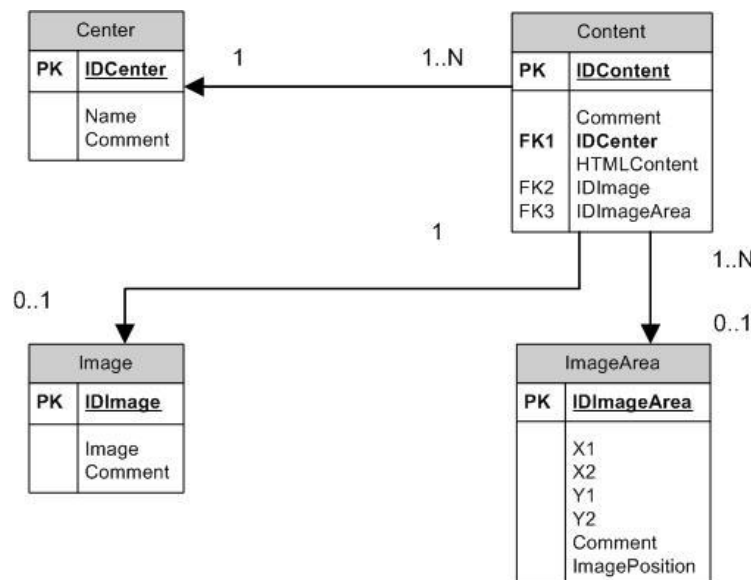 Center
PK IDCenter
Name
Comment
1
1..N
Content
PK IDContent
Comment
FK1 IDCenter
HTMLContent
FK2 IDImage
FK3 IDImageArea
1
1..N
0..1
0..1
Image
PK IDImage
Image
Comment
ImageArea
PK IDImageArea
X1
X2
Y1
Y2
Comment
ImagePosition